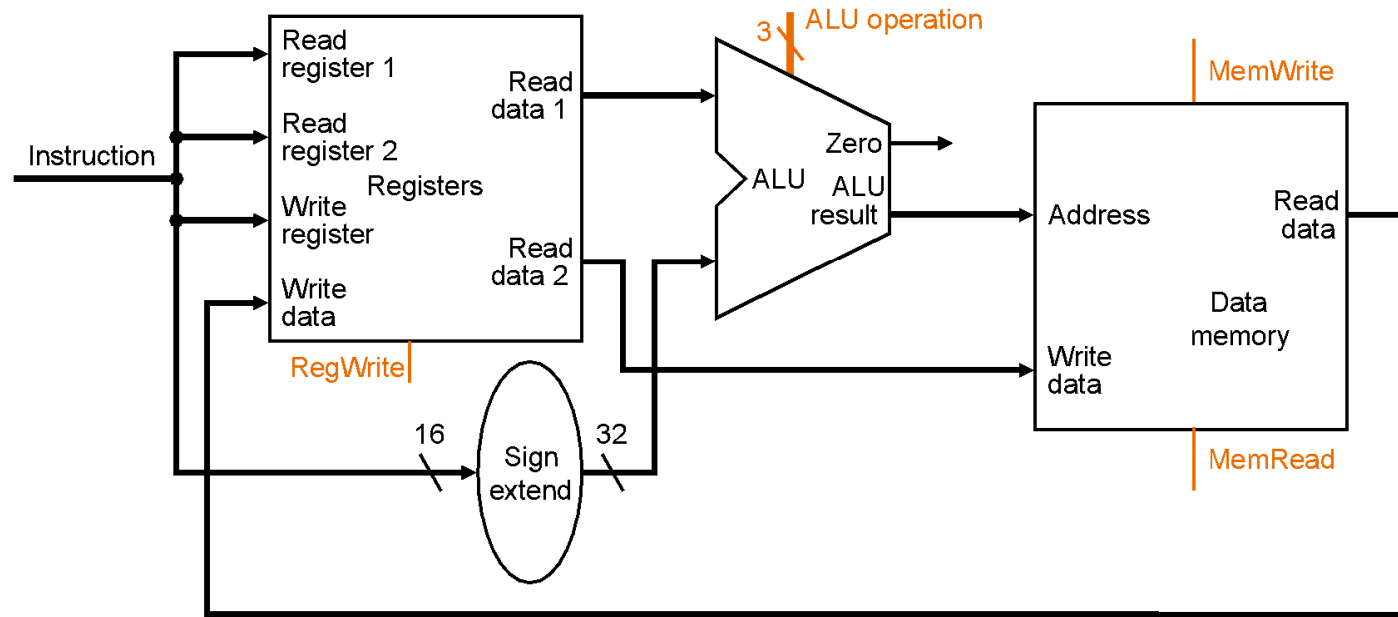 Instruction
Read
register 1
Read
register 2
Registers
Write
register
Write
data
Read
data 1
Read
data 2
RegWrite
16
Sign
extend
32
3
ALU operation
Zero
ALU
ALU
result
MemWrite
Address
Read
data
Data
memory
Write
data
MemRead